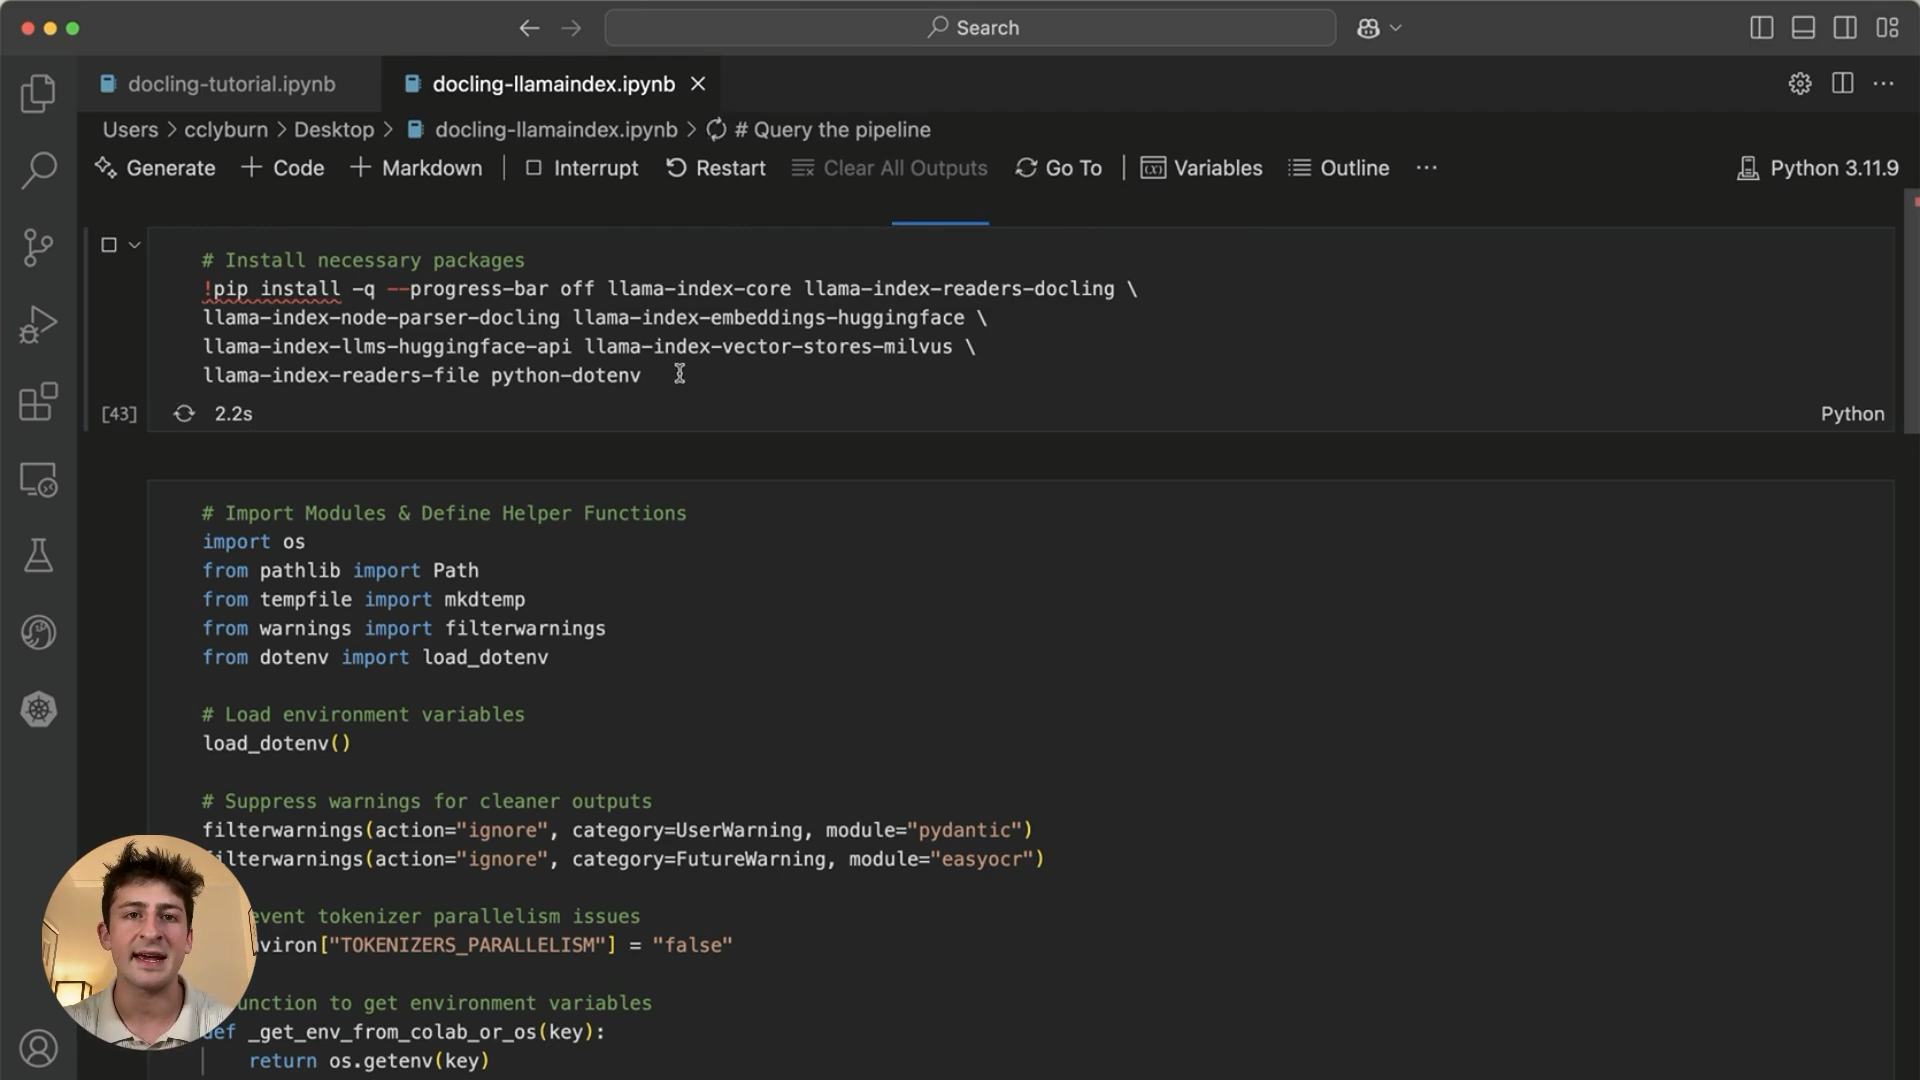 Search
docling-tutorial.ipynb
docling-llamaindex.ipynb
Users > cclyburn > Desktop > docling-llamaindex.ipynb > # Query the pipeline
Generate + Code + Markdown | Interrupt Restart Clear All Outputs Go To | Variables Outline ... Python 3.11.9
# Install necessary packages
!pip install -q --progress-bar off llama-index-core llama-index-readers-docling \
llama-index-node-parser-docling llama-index-embeddings-huggingface \
llama-index-llms-huggingface-api llama-index-vector-stores-milvus \
llama-index-readers-file python-dotenv
[43] 2.2s Python
# Import Modules & Define Helper Functions
import os
from pathlib import Path
from tempfile import mkdtemp
from warnings import filterwarnings
from dotenv import load_dotenv
# Load environment variables
load_dotenv()
# Suppress warnings for cleaner outputs
filterwarnings(action="ignore", category=UserWarning, module="pydantic")
filterwarnings(action="ignore", category=FutureWarning, module="easyocr")
event tokenizer parallelism issues
viron["TOKENIZERS_PARALLELISM"] = "false"
unction to get environment variables
def _get_env_from_colab_or_os(key):
return os.getenv(key)